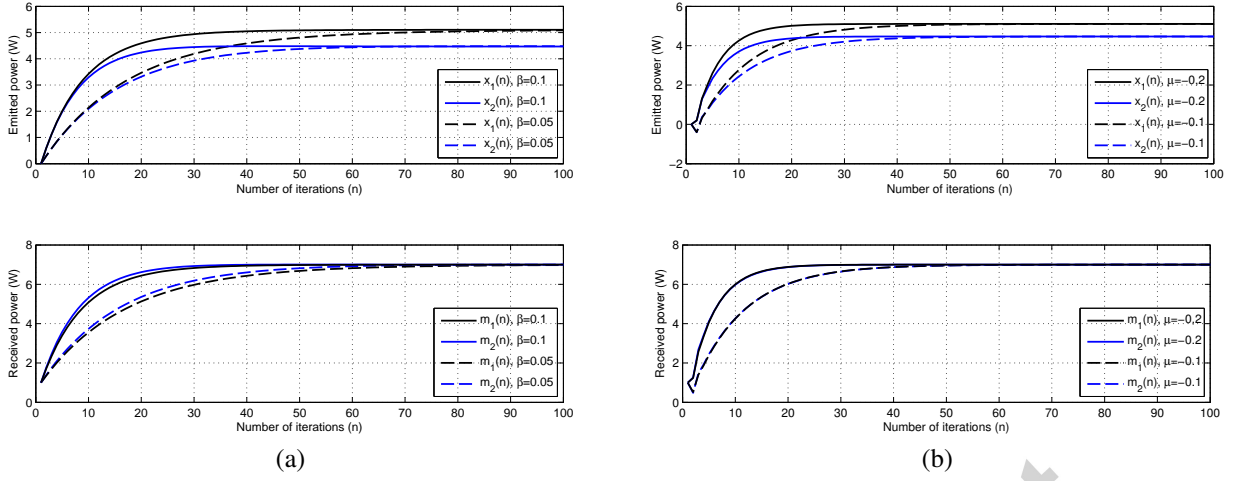 6
5
4
3
2
1
0
Emitted power (W)
x1(n), β=0.1
x2(n), β=0.1
x1(n), β=0.05
x2(n), β=0.05
0 10 20 30 40 50 60 70 80 90 100
Number of iterations (n)
8
6
4
2
0
Received power (W)
m1(n), β=0.1
m2(n), β=0.1
m1(n), β=0.05
m2(n), β=0.05
0 10 20 30 40 50 60 70 80 90 100
Number of iterations (n)
(a)
6
4
2
0
−2
Emitted power (W)
x1(n), μ=−0,2
x2(n), μ=−0.2
x1(n), μ=−0.1
x2(n), μ=−0.1
0 10 20 30 40 50 60 70 80 90 100
Number of iterations (n)
8
6
4
2
0
Received power (W)
m1(n), μ=−0,2
m2(n), μ=−0.2
m1(n), μ=−0.1
m2(n), μ=−0.1
0 10 20 30 40 50 60 70 80 90 100
Number of iterations (n)
(b)